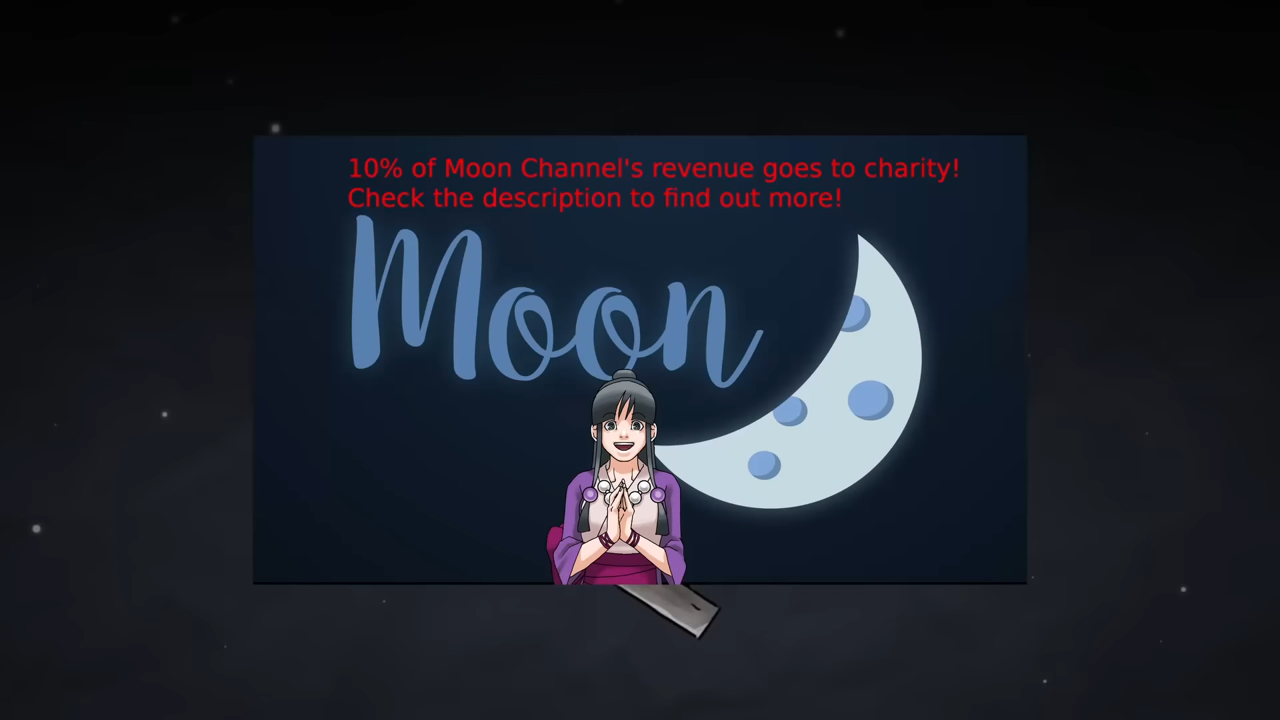 10% of Moon Channel's revenue goes to charity!
Check the description to find out more!
Moon